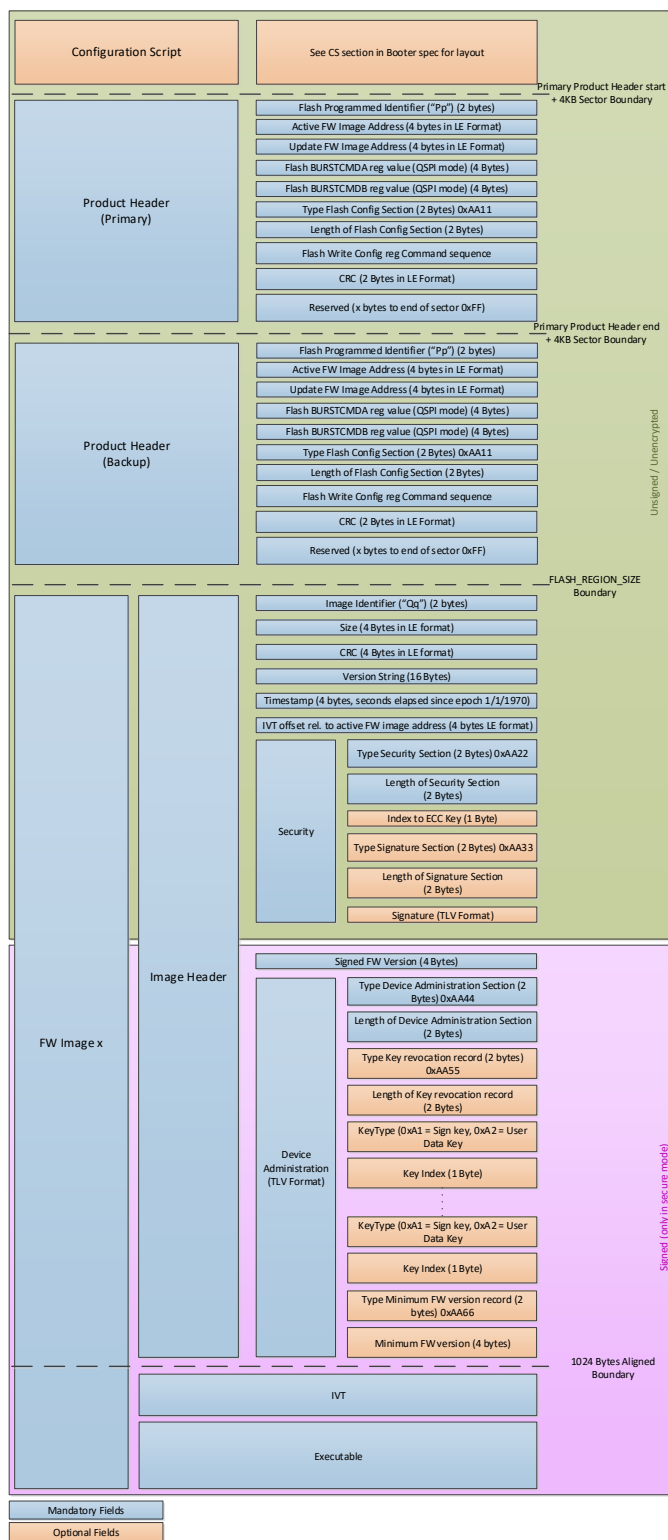 Configuration Script
See CS section in Booter spec for layout
Primary Product Header start
+ 4KB Sector Boundary
Product Header
(Primary)
Flash Programmed Identifier (“Pp”) (2 bytes)
Active FW Image Address (4 bytes in LE Format)
Update FW Image Address (4 bytes in LE Format)
Flash BURSTCMDA reg value (QSPI mode) (4 Bytes)
Flash BURSTCMDB reg value (QSPI mode) (4 Bytes)
Type Flash Config Section (2 Bytes) 0xAA11
Length of Flash Config Section (2 Bytes)
Flash Write Config reg Command sequence
CRC (2 Bytes in LE Format)
Reserved (x bytes to end of sector 0xFF)
Primary Product Header end
+ 4KB Sector Boundary
Product Header
(Backup)
Flash Programmed Identifier (“Pp”) (2 bytes)
Active FW Image Address (4 bytes in LE Format)
Update FW Image Address (4 bytes in LE Format)
Flash BURSTCMDA reg value (QSPI mode) (4 Bytes)
Flash BURSTCMDB reg value (QSPI mode) (4 Bytes)
Type Flash Config Section (2 Bytes) 0xAA11
Length of Flash Config Section (2 Bytes)
Flash Write Config reg Command sequence
CRC (2 Bytes in LE Format)
Reserved (x bytes to end of sector 0xFF)
Unsigned / Unencrypted
FLASH_REGION_SIZE
Boundary
FW Image x
Image Header
Image Identifier (“Qq”) (2 bytes)
Size (4 Bytes in LE format)
CRC (4 Bytes in LE format)
Version String (16 Bytes)
Timestamp (4 bytes, seconds elapsed since epoch 1/1/1970)
IVT offset rel. to active FW image address (4 bytes LE format)
Security
Type Security Section (2 Bytes) 0xAA22
Length of Security Section
(2 Bytes)
Index to ECC Key (1 Byte)
Type Signature Section (2 Bytes) 0xAA33
Length of Signature Section
(2 Bytes)
Signature (TLV Format)
Signed FW Version (4 Bytes)
Device
Administration
(TLV Format)
Type Device Administration Section (2
Bytes) 0xAA44
Length of Device Administration Section
(2 Bytes)
Type Key revocation record (2 bytes)
0xAA55
Length of Key revocation record
(2 Bytes)
KeyType (0xA1 = Sign key, 0xA2 = User
Data Key
Key Index (1 Byte)
KeyType (0xA1 = Sign key, 0xA2 = User
Data Key
Key Index (1 Byte)
Type Minimum FW version record (2
bytes) 0xAA66
Minimum FW version (4 bytes)
Signed (only in secure mode)
1024 Bytes Aligned
Boundary
IVT
Executable
Mandatory Fields
Optional Fields